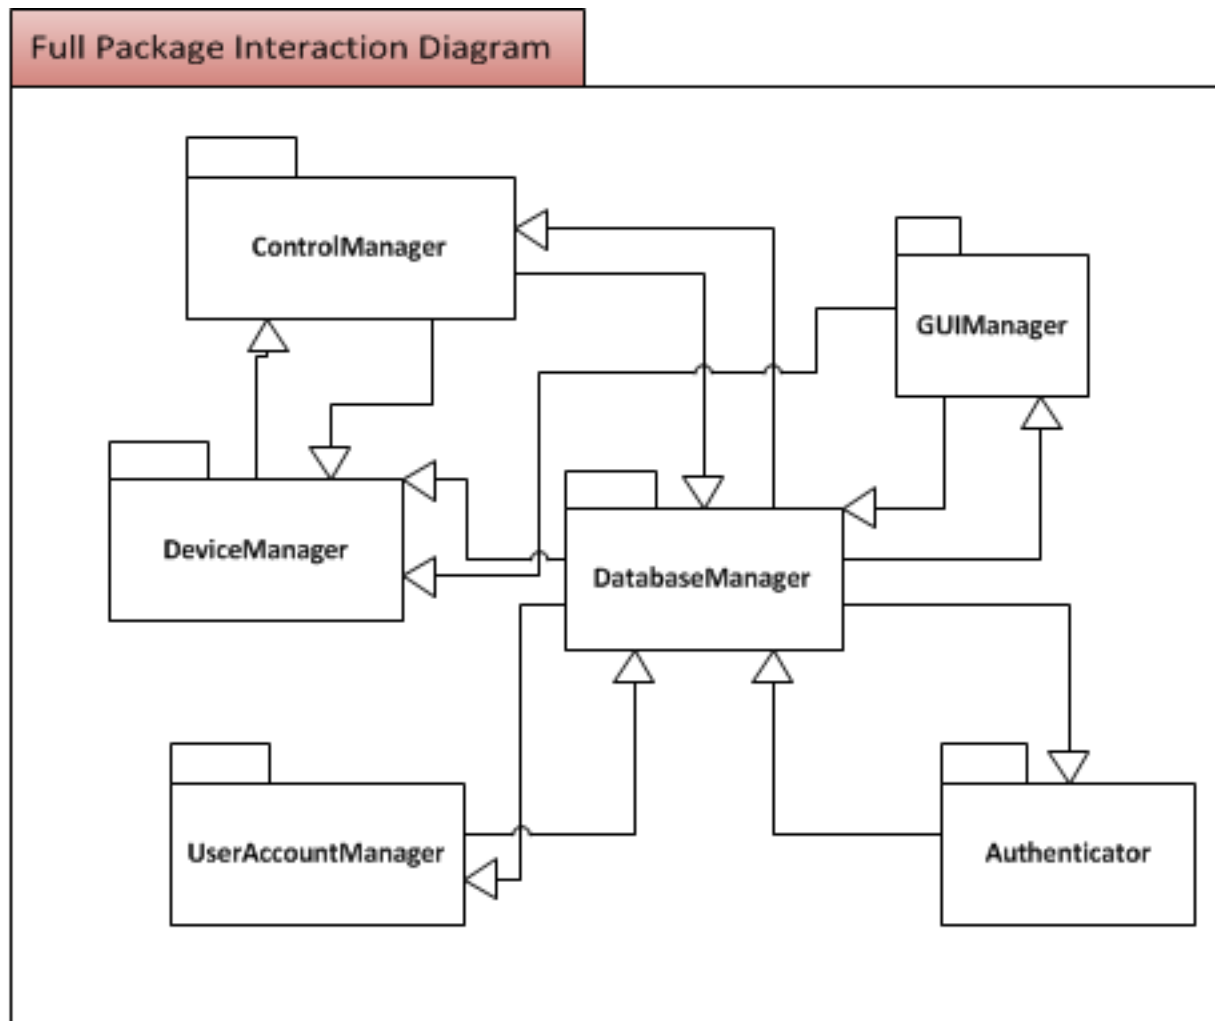 Full Package Interaction Diagram
ControlManager
GUIManager
DeviceManager
DatabaseManager
UserAccountManager
Authenticator